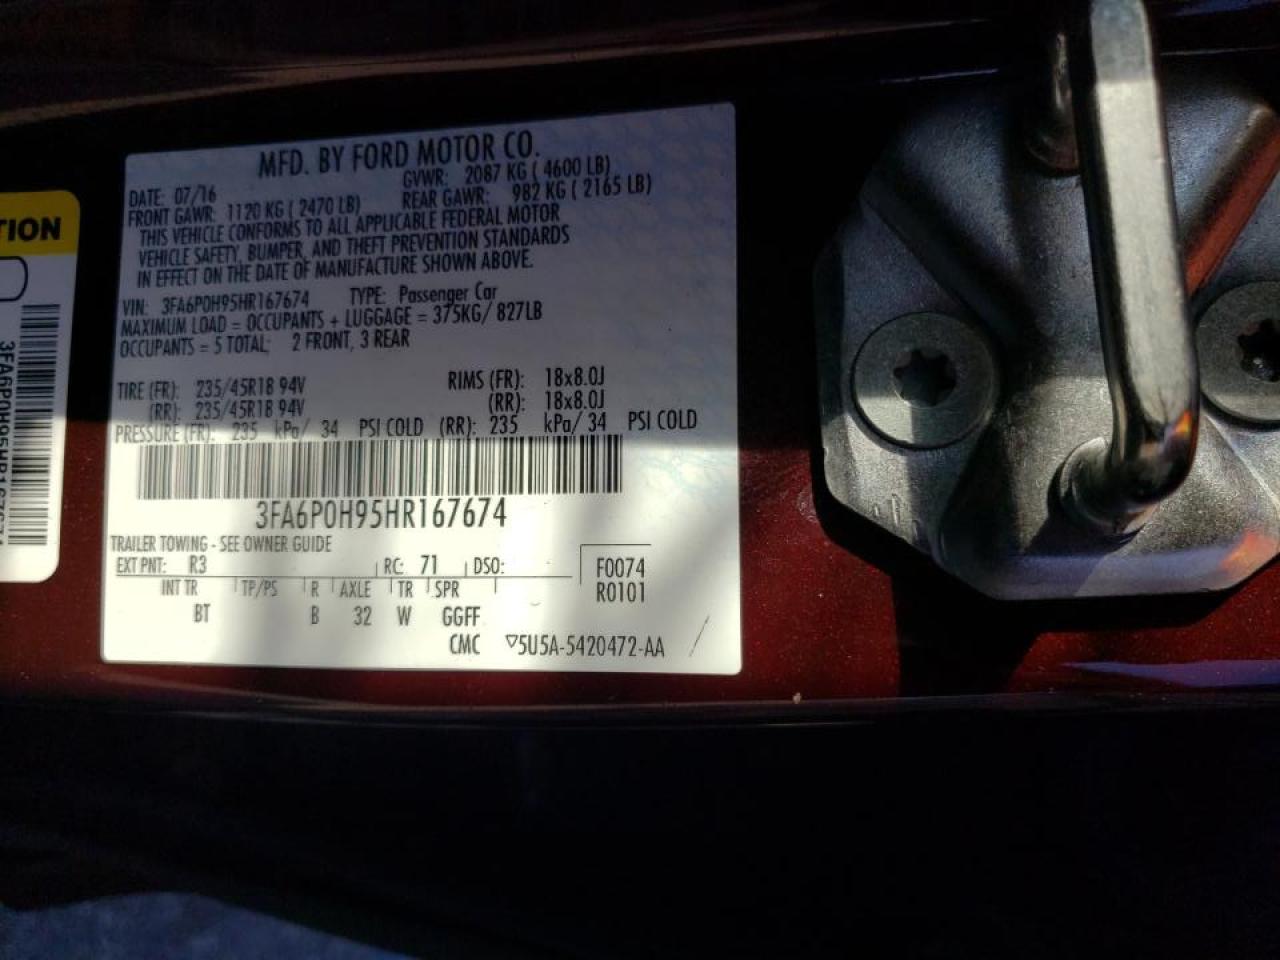 MFD. BY FORD MOTOR CO.
DATE: 07/16 GVWR: 2087 KG ( 4600 LB)
FRONT GAWR: 1120 KG ( 2470 LB) REAR GAWR: 982 KG ( 2165 LB)
THIS VEHICLE CONFORMS TO ALL APPLICABLE FEDERAL MOTOR
VEHICLE SAFETY, BUMPER, AND THEFT PREVENTION STANDARDS
IN EFFECT ON THE DATE OF MANUFACTURE SHOWN ABOVE.
VIN: 3FA6P0H95HR167674 TYPE: Passenger Car
MAXIMUM LOAD = OCCUPANTS + LUGGAGE = 375KG/ 827LB
OCCUPANTS = 5 TOTAL; 2 FRONT, 3 REAR
TIRE (FR): 235/45R18 94V RIMS (FR): 18x8.0J
(RR): 235/45R18 94V (RR): 18x8.0J
PRESSURE (FR): 235 kPa/ 34 PSI COLD (RR): 235 kPa/ 34 PSI COLD
3FA6P0H95HR167674
TRAILER TOWING - SEE OWNER GUIDE
EXT PNT: R3 RC: 71 DSO: F0074
INT TR TP/PS R AXLE TR SPR R0101
BT B 32 W GGFF
CMC ▽5U5A-5420472-AA
TION
3FA6P0H95HR167674